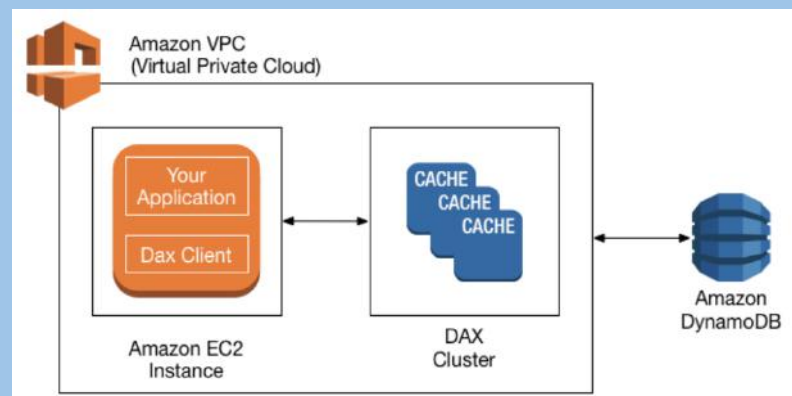 Amazon VPC
(Virtual Private Cloud)
Your
Application
Dax Client
CACHE
CACHE
CACHE
Amazon EC2
Instance
DAX
Cluster
Amazon
DynamoDB